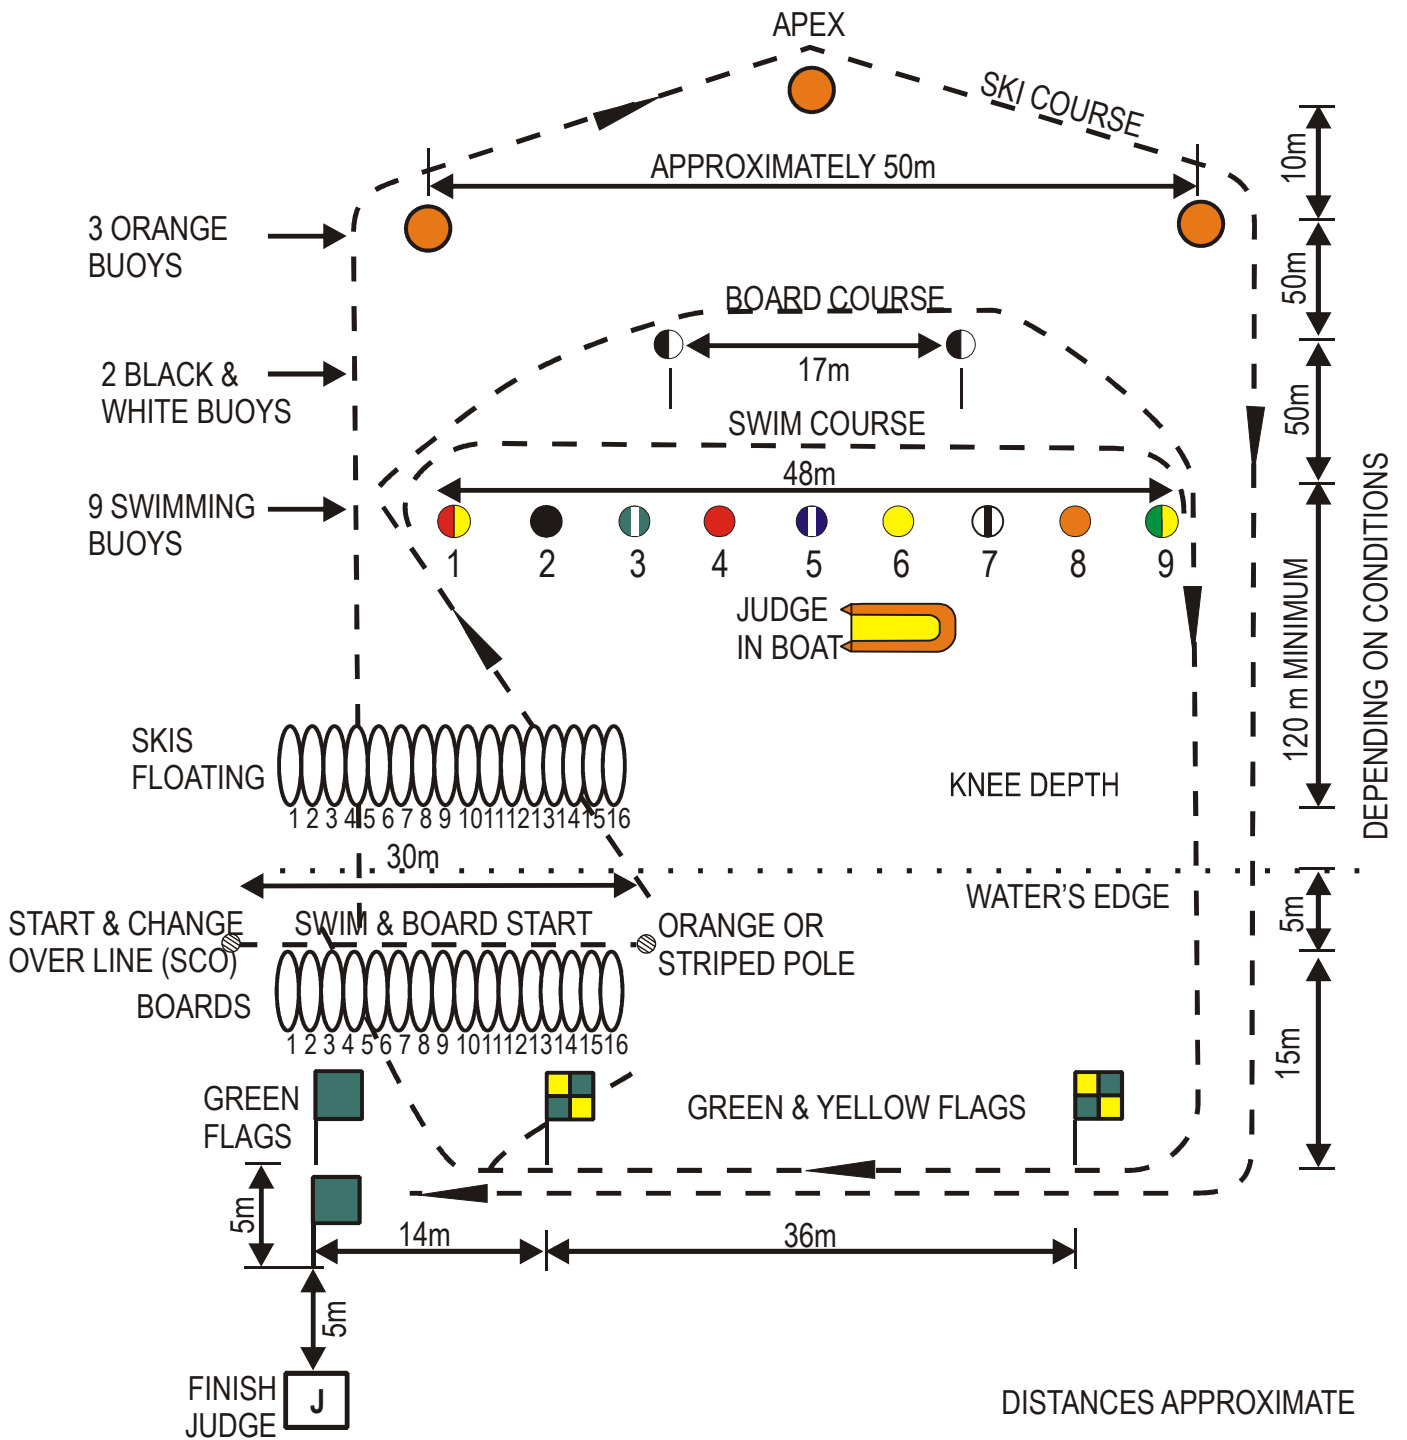 APEX
SKI COURSE
10m
APPROXIMATELY 50m
3 ORANGE
BUOYS
50m
BOARD COURSE
17m
2 BLACK &
WHITE BUOYS
50m
SWIM COURSE
48m
9 SWIMMING
BUOYS
1 2 3 4 5 6 7 8 9
JUDGE
IN BOAT
120 m MINIMUM
DEPENDING ON CONDITIONS
SKIS
FLOATING
KNEE DEPTH
1 2 3 4 5 6 7 8 9 10 11 12 13 14 15 16
30m
WATER'S EDGE
START & CHANGE
OVER LINE (SCO)
SWIM & BOARD START
ORANGE OR
STRIPED POLE
5m
BOARDS
1 2 3 4 5 6 7 8 9 10 11 12 13 14 15 16
15m
GREEN
FLAGS
GREEN & YELLOW FLAGS
5m
14m
36m
5m
FINISH
JUDGE
J
DISTANCES APPROXIMATE